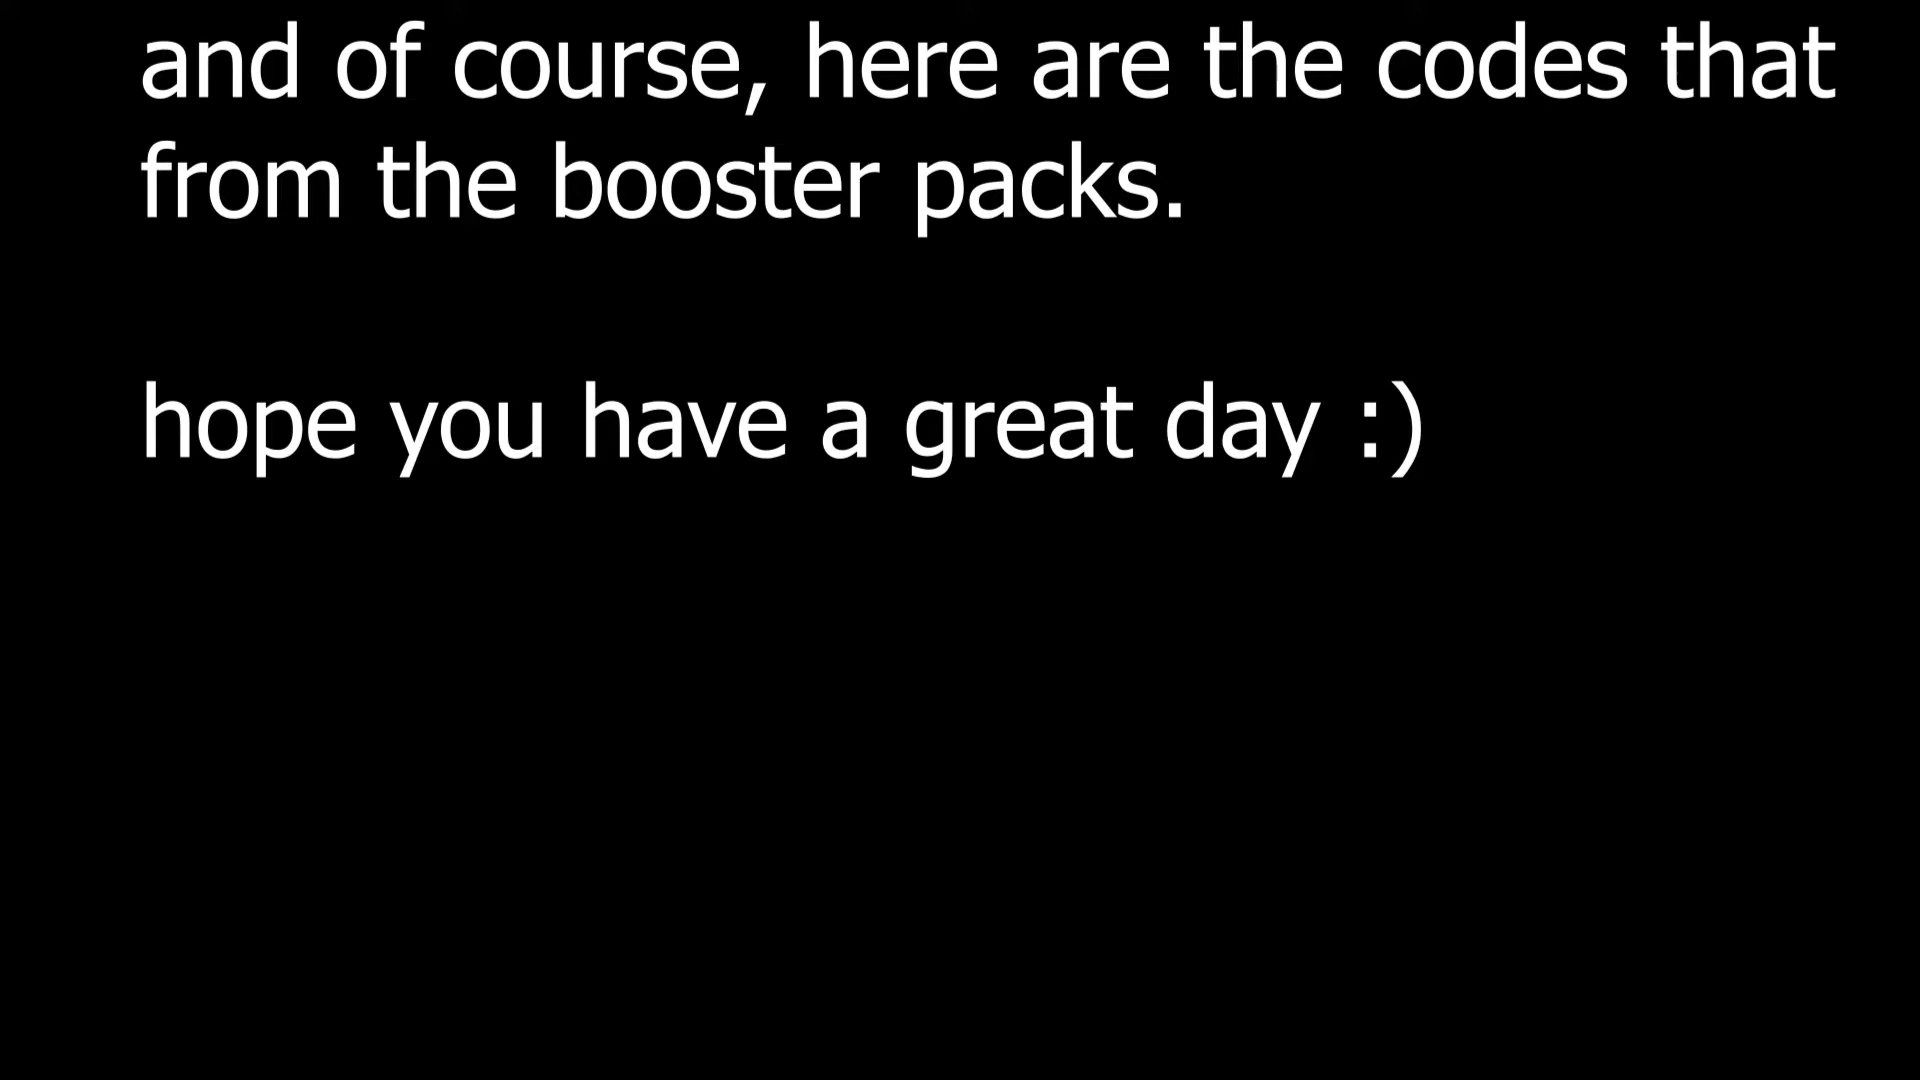 and of course, here are the codes that
from the booster packs.
hope you have a great day :)